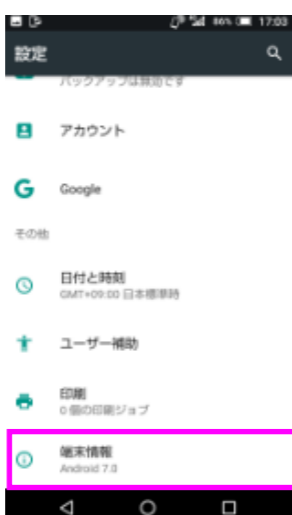 86% 17:03
設定
バックアップは無効です
アカウント
Google
その他
日付と時刻
GMT+09:00 日本標準時
ユーザー補助
印刷
0 個の印刷ジョブ
端末情報
Android 7.0